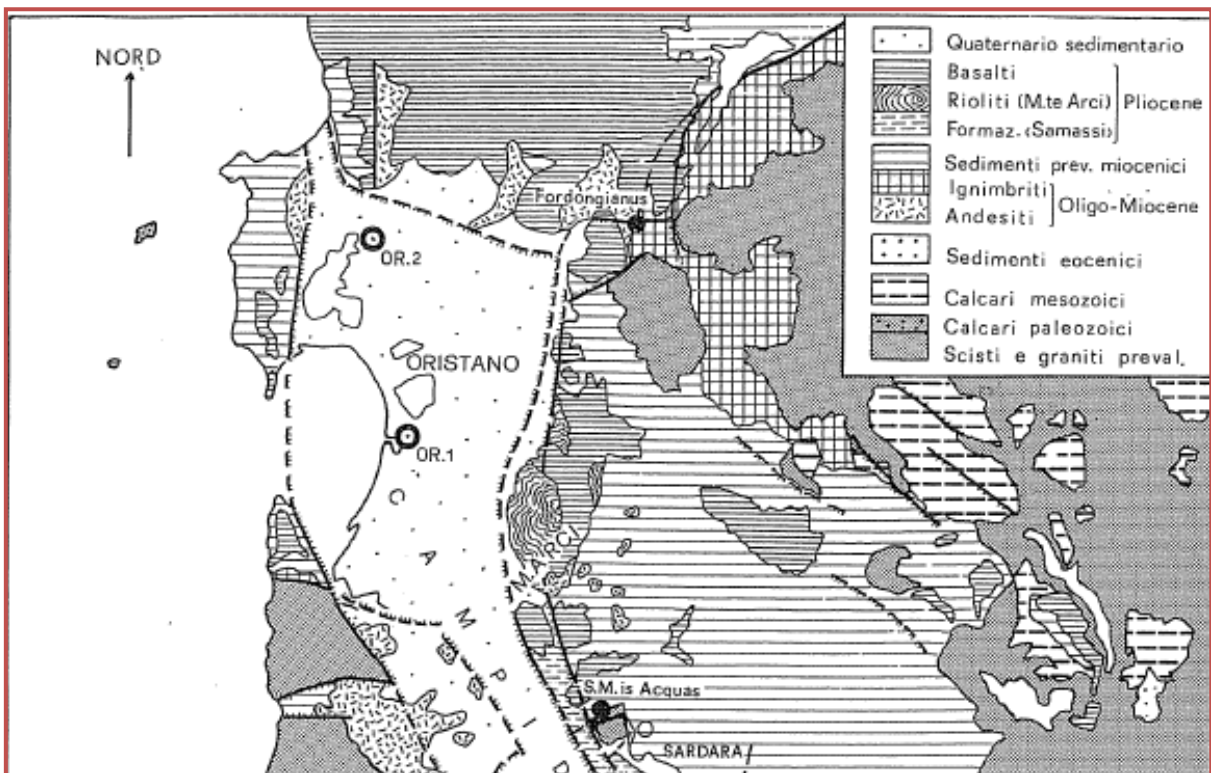 NORD
Quaternario sedimentario
Basalti
Rioliti (M.te Arci)
Pliocene
Formaz. ‹Samassi›
Sedimenti prev. miocenici
Ignimbriti
Andesiti
Oligo-Miocene
Sedimenti eocenici
Calcari mesozoici
Calcari paleozoici
Scisti e graniti preval.
Fordongianus
OR.2
ORISTANO
OR.1
M. ARCI
C A M P I D
S.M. is Acquas
SARDARA